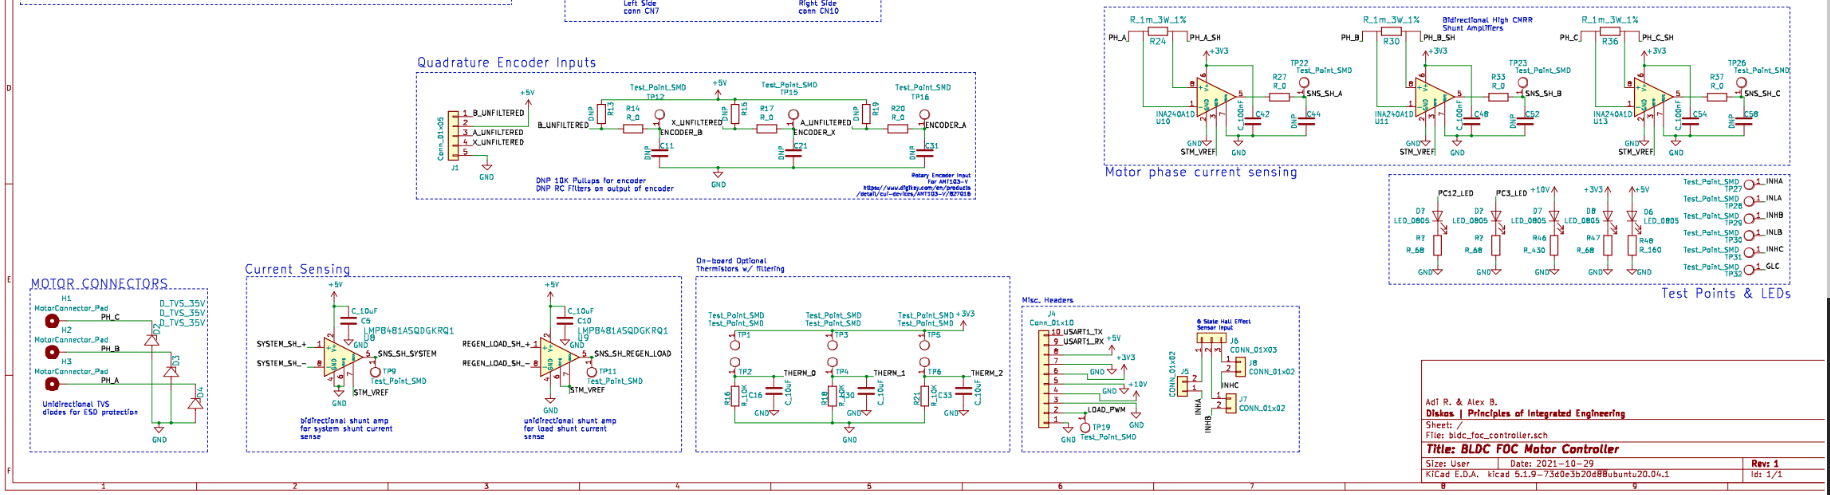 Left Side
conn CN7
Right Side
conn CN10
Quadrature Encoder Inputs
+5V
B_UNFILTERED
A_UNFILTERED
X_UNFILTERED
Conn_01x05
J1
GND
1
2
3
4
5
B_UNFILTERED
DNP
R13
R14
R_0
Test_Point_SMD
TP12
ENCODER_B
DNP
C11
+5V
X_UNFILTERED
DNP
R17
R_0
Test_Point_SMD
TP15
ENCODER_X
DNP
C21
GND
A_UNFILTERED
DNP
R19
R20
R_0
Test_Point_SMD
TP16
ENCODER_A
DNP
C31
DNP 10K Pullups for encoder
DNP RC Filters on output of encoder
Rotary Encoder Input
For AMT103-V
https://www.digikey.com/en/products
/detail/cui-devices/AMT103-V/827016
R_1m_3W_1%
PH_A
R24
PH_A_SH
+3V3
INA240A1D
U10
GND
STM_VREF
C_100nF
C42
GND
R27
R_0
TP22
Test_Point_SMD
SNS_SH_A
DNP
C44
R_1m_3W_1%
PH_B
R30
PH_B_SH
Bidirectional High CMRR
Shunt Amplifiers
+3V3
INA240A1D
U11
GND
STM_VREF
C_100nF
C48
GND
R33
R_0
TP23
Test_Point_SMD
SNS_SH_B
DNP
C52
R_1m_3W_1%
PH_C
R36
PH_C_SH
+3V3
INA240A1D
U13
GND
STM_VREF
C_100nF
C54
GND
R37
R_0
TP26
Test_Point_SMD
SNS_SH_C
DNP
C58
Motor phase current sensing
PC12_LED
D?
LED_0805
R?
R_68
GND
PC3_LED
D?
LED_0805
R?
R_68
GND
+10V
D7
LED_0805
R46
R_430
GND
+3V3
D8
LED_0805
R47
R_68
GND
+5V
D6
LED_0805
R48
R_160
GND
Test_Point_SMD
TP27
1
INHA
Test_Point_SMD
TP28
1
INLA
Test_Point_SMD
TP29
1
INHB
Test_Point_SMD
TP30
1
INLB
Test_Point_SMD
TP31
1
INHC
Test_Point_SMD
TP32
1
GLC
Test Points & LEDs
MOTOR CONNECTORS
H1
MotorConnector_Pad
PH_C
H2
MotorConnector_Pad
PH_B
H3
MotorConnector_Pad
PH_A
D_TVS_35V
D_TVS_35V
D_TVS_35V
D2
D3
D4
GND
Unidirectional TVS
diodes for ESD protection
Current Sensing
+5V
C_10uF
C6
GND
LMP8481ASQDGKRQ1
U8
SYSTEM_SH_+
SYSTEM_SH_-
SNS_SH_SYSTEM
TP9
Test_Point_SMD
STM_VREF
GND
bidirectional shunt amp
for system shunt current
sense
+5V
C_10uF
C10
GND
LMP8481ASQDGKRQ1
U9
REGEN_LOAD_SH_+
REGEN_LOAD_SH_-
SNS_SH_REGEN_LOAD
TP11
Test_Point_SMD
STM_VREF
GND
unidirectional shunt amp
for load shunt current
sense
On-board Optional
Thermistors w/ filtering
Test_Point_SMD
Test_Point_SMD
TP1
TP2
THERM_0
R16
R_10K
C16
C_10uF
GND
Test_Point_SMD
Test_Point_SMD
TP3
TP4
THERM_1
R18
C30
C_10uF
GND
Test_Point_SMD
Test_Point_SMD
+3V3
TP5
TP6
THERM_2
R21
R_10K
C33
C_10uF
GND
GND
Misc. Headers
J4
Conn_01x10
10
9
8
7
6
5
4
3
2
1
USART1_TX
USART1_RX
+5V
GND
+3V3
GND
+10V
GND
LOAD_PWM
GND
TP19
Test_Point_SMD
6 State Hall Effect
Sensor Input
J6
CONN_01X03
J8
CONN_01x02
INHC
J5
CONN_01x02
INHA
J7
CONN_01x02
INHB
Adi R. & Alex B.
Diskos | Principles of Integrated Engineering
Sheet: /
File: bldc_foc_controller.sch
Title: BLDC FOC Motor Controller
Size: User
Date: 2021-10-29
Rev: 1
KiCad E.D.A. kicad 5.1.9-73d0e3b20d88ubuntu20.04.1
Id: 1/1
D
E
F
1
2
3
4
5
6
7
8
9